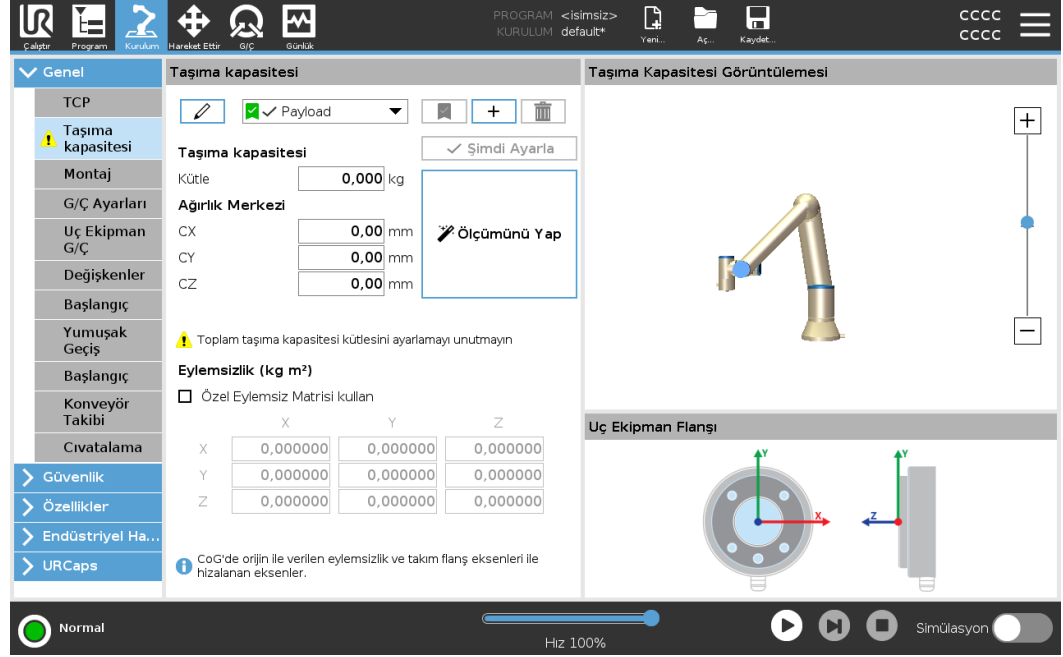 PROGRAM <isimsiz>
KURULUM default*
cccc
cccc
Çalıştır Program Kurulum Hareket Ettir G/Ç Günlük Yeni... Aç... Kaydet...
Genel
TCP
Taşıma
kapasitesi
Montaj
G/Ç Ayarları
Uç Ekipman
G/Ç
Değişkenler
Başlangıç
Yumuşak
Geçiş
Başlangıç
Konveyör
Takibi
Cıvatalama
Güvenlik
Özellikler
Endüstriyel Ha...
URCaps
Taşıma kapasitesi
Payload
Taşıma kapasitesi
Şimdi Ayarla
Kütle 0,000 kg
Ağırlık Merkezi
CX 0,00 mm
CY 0,00 mm
CZ 0,00 mm
Ölçümünü Yap
Toplam taşıma kapasitesi kütlesini ayarlamayı unutmayın
Eylemsizlik (kg m²)
Özel Eylemsiz Matrisi kullan
X Y Z
X 0,000000 0,000000 0,000000
Y 0,000000 0,000000 0,000000
Z 0,000000 0,000000 0,000000
CoG'de orijin ile verilen eylemsizlik ve takım flanş eksenleri ile
hizalanan eksenler.
Taşıma Kapasitesi Görüntülemesi
Uç Ekipman Flanşı
Y Y
X Z
Normal
Hız 100%
Simülasyon